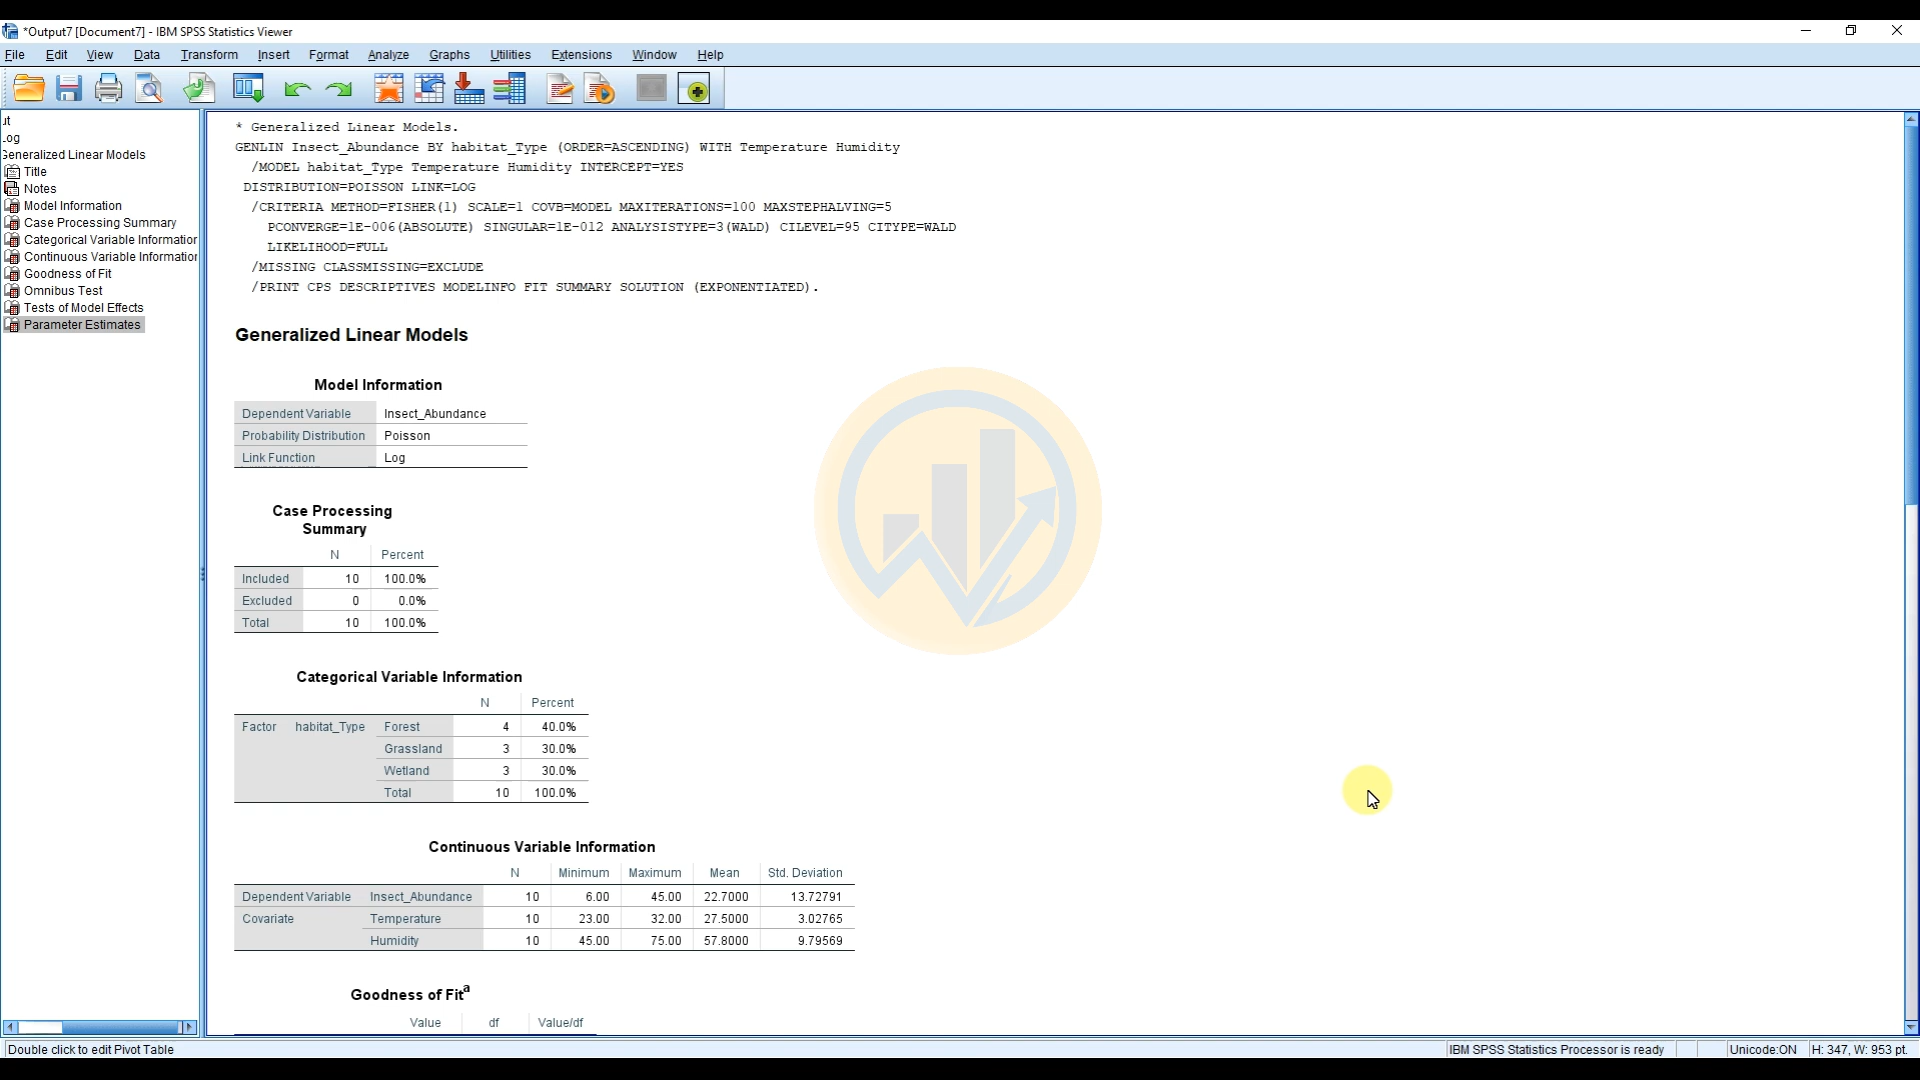 *Output7 [Document7] - IBM SPSS Statistics Viewer
File Edit View Data Transform Insert Format Analyze Graphs Utilities Extensions Window Help
ut
Log
Generalized Linear Models
Title
Notes
Model Information
Case Processing Summary
Categorical Variable Information
Continuous Variable Information
Goodness of Fit
Omnibus Test
Tests of Model Effects
Parameter Estimates
* Generalized Linear Models.
GENLIN Insect_Abundance BY habitat_Type (ORDER=ASCENDING) WITH Temperature Humidity
/MODEL habitat_Type Temperature Humidity INTERCEPT=YES
DISTRIBUTION=POISSON LINK=LOG
/CRITERIA METHOD=FISHER(1) SCALE=1 COVB=MODEL MAXITERATIONS=100 MAXSTEPHALVING=5
PCONVERGE=1E-006(ABSOLUTE) SINGULAR=1E-012 ANALYSISTYPE=3(WALD) CILEVEL=95 CITYPE=WALD
LIKELIHOOD=FULL
/MISSING CLASSMISSING=EXCLUDE
/PRINT CPS DESCRIPTIVES MODELINFO FIT SUMMARY SOLUTION (EXPONENTIATED).
Generalized Linear Models
Model Information
Dependent Variable Insect_Abundance
Probability Distribution Poisson
Link Function Log
Case Processing
Summary
N Percent
Included 10 100.0%
Excluded 0 0.0%
Total 10 100.0%
Categorical Variable Information
N Percent
Factor habitat_Type Forest 4 40.0%
Grassland 3 30.0%
Wetland 3 30.0%
Total 10 100.0%
Continuous Variable Information
N Minimum Maximum Mean Std. Deviation
Dependent Variable Insect_Abundance 10 6.00 45.00 22.7000 13.72791
Covariate Temperature 10 23.00 32.00 27.5000 3.02765
Humidity 10 45.00 75.00 57.8000 9.79569
Goodness of Fit^a
Value df Value/df
Double click to edit Pivot Table
IBM SPSS Statistics Processor is ready Unicode:ON H: 347, W: 953 pt.